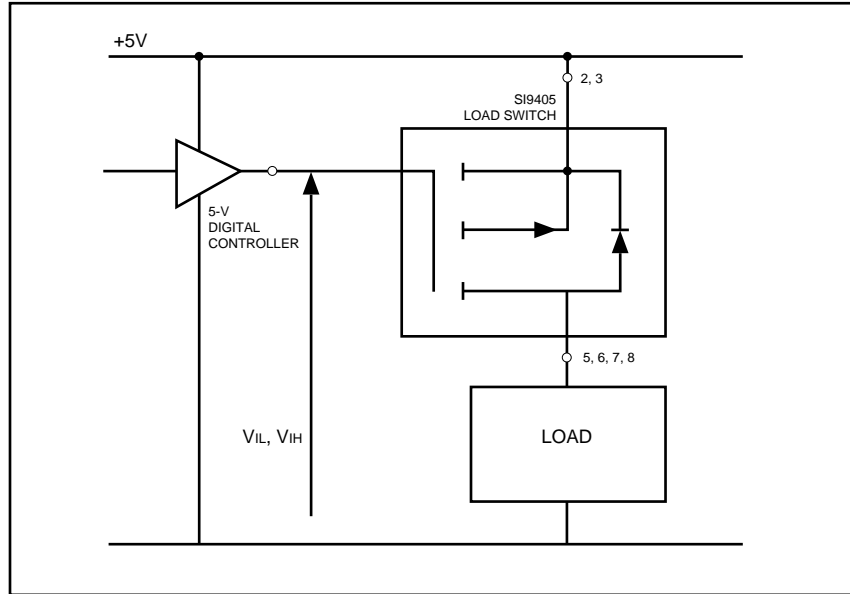 +5V
2, 3
SI9405
LOAD SWITCH
5-V
DIGITAL
CONTROLLER
5, 6, 7, 8
VIL, VIH
LOAD